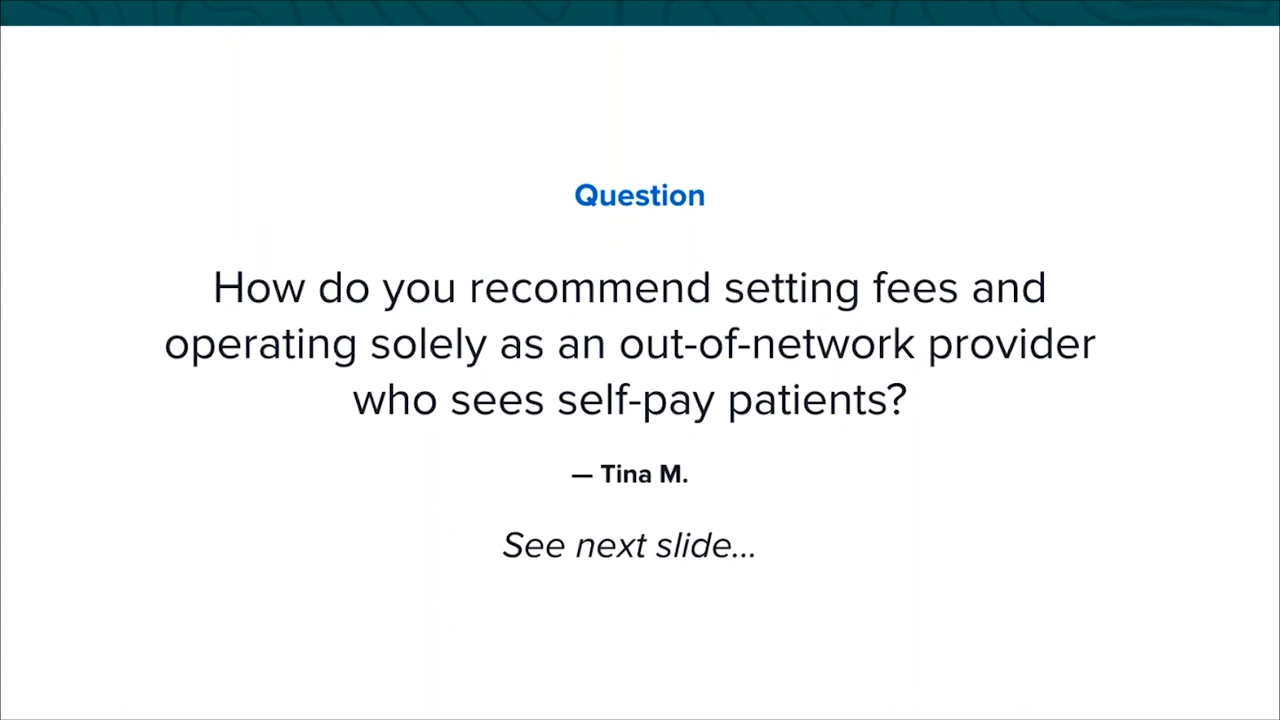 Question
How do you recommend setting fees and
operating solely as an out-of-network provider
who sees self-pay patients?
— Tina M.
See next slide...